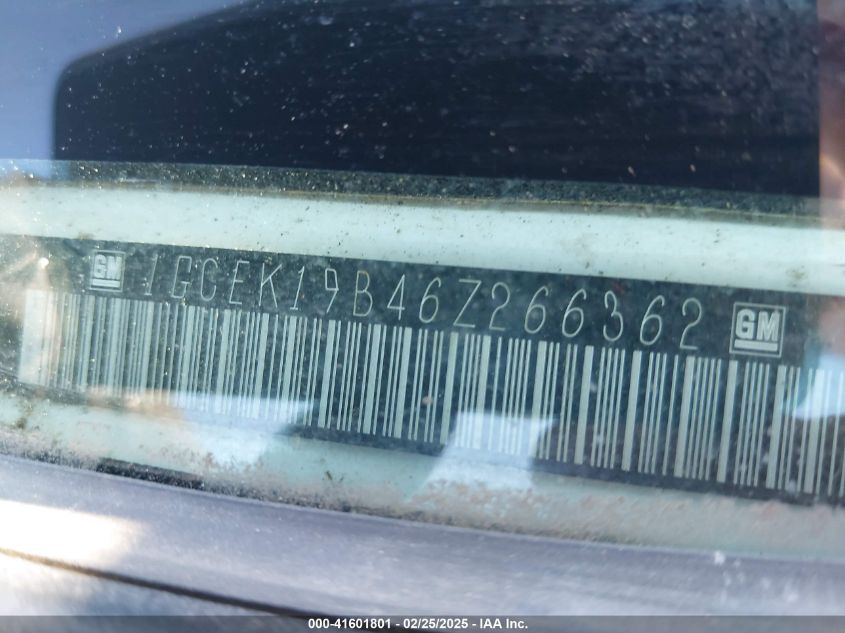 GM 1GCEK19B46Z266362 GM
000-41601801 / 02/25/2025 - IAA Inc.